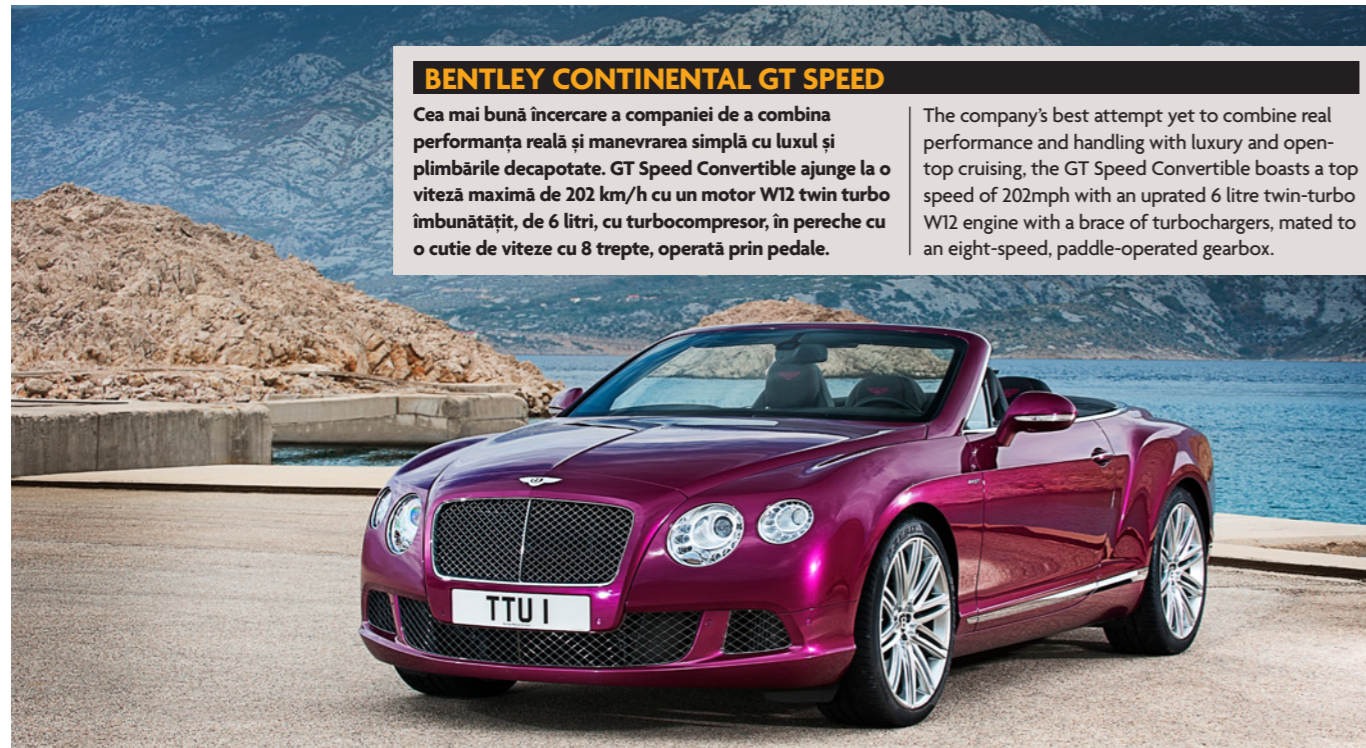 BENTLEY CONTINENTAL GT SPEED
Cea mai bună încercare a companiei de a combina
performanța reală și manevrarea simplă cu luxul și
plimbările decapotate. GT Speed Convertible ajunge la o
viteză maximă de 202 km/h cu un motor W12 twin turbo
îmbunătățit, de 6 litri, cu turbocompresor, în pereche cu
o cutie de viteze cu 8 trepte, operată prin pedale.
The company’s best attempt yet to combine real
performance and handling with luxury and open-
top cruising, the GT Speed Convertible boasts a top
speed of 202mph with an uprated 6 litre twin-turbo
W12 engine with a brace of turbochargers, mated to
an eight-speed, paddle-operated gearbox.
TTU 1